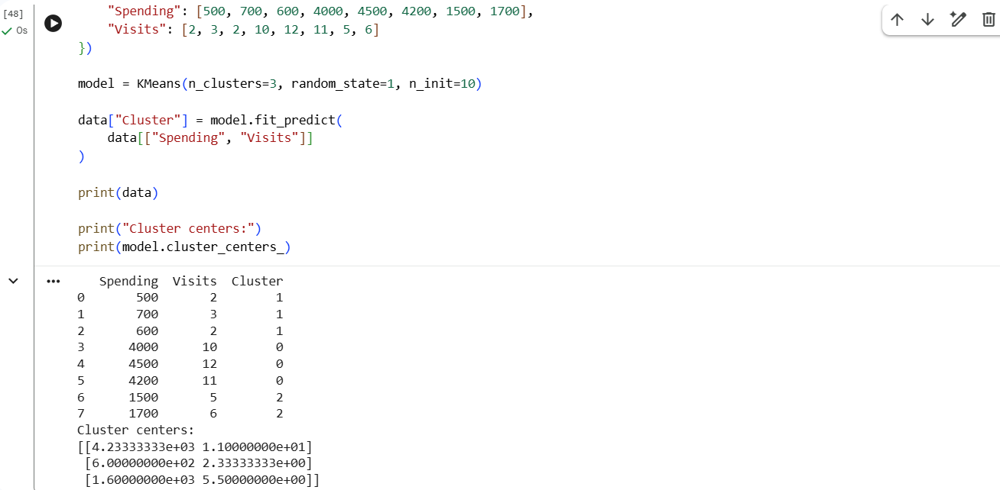 [48]
0s
"Spending": [500, 700, 600, 4000, 4500, 4200, 1500, 1700],
"Visits": [2, 3, 2, 10, 12, 11, 5, 6]
})
model = KMeans(n_clusters=3, random_state=1, n_init=10)
data["Cluster"] = model.fit_predict(
data[["Spending", "Visits"]]
)
print(data)
print("Cluster centers:")
print(model.cluster_centers_)
Spending Visits Cluster
0 500 2 1
1 700 3 1
2 600 2 1
3 4000 10 0
4 4500 12 0
5 4200 11 0
6 1500 5 2
7 1700 6 2
Cluster centers:
[[4.23333333e+03 1.10000000e+01]
[6.00000000e+02 2.33333333e+00]
[1.60000000e+03 5.50000000e+00]]